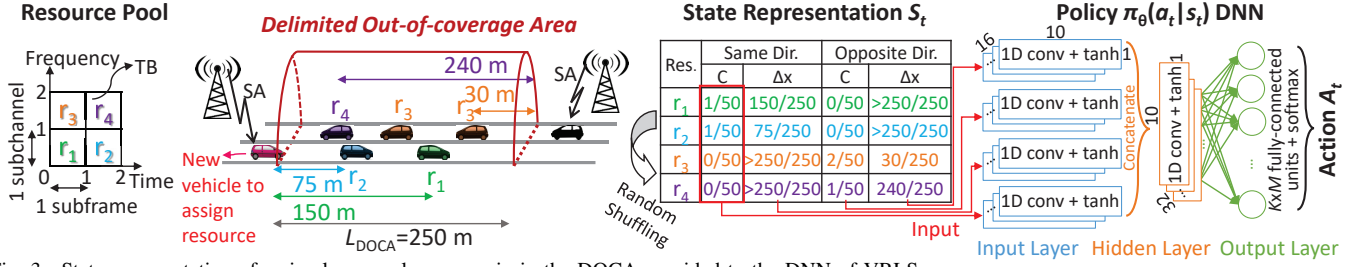 Resource Pool
Frequency
TB
2
r3 r4
1
r1 r2
0 1 2 Time
1 subchannel
1 subframe
Delimited Out-of-coverage Area
SA
SA
240 m
30 m
r4 r3 r3
New vehicle to assign resource
75 m r2
r1
150 m
LDOCA=250 m
State Representation St
Res. Same Dir. Opposite Dir.
C Δx C Δx
r1 1/50 150/250 0/50 >250/250
r2 1/50 75/250 0/50 >250/250
r3 0/50 >250/250 2/50 30/250
r4 0/50 >250/250 1/50 240/250
Random Shuffling
Input
Policy πθ(at|st) DNN
16 10 1
1D conv + tanh
1D conv + tanh
1D conv + tanh
1D conv + tanh
Concatenate
10 1
1D conv + tanh
32
KxM fully-connected
units + softmax
Action At
Input Layer Hidden Layer Output Layer